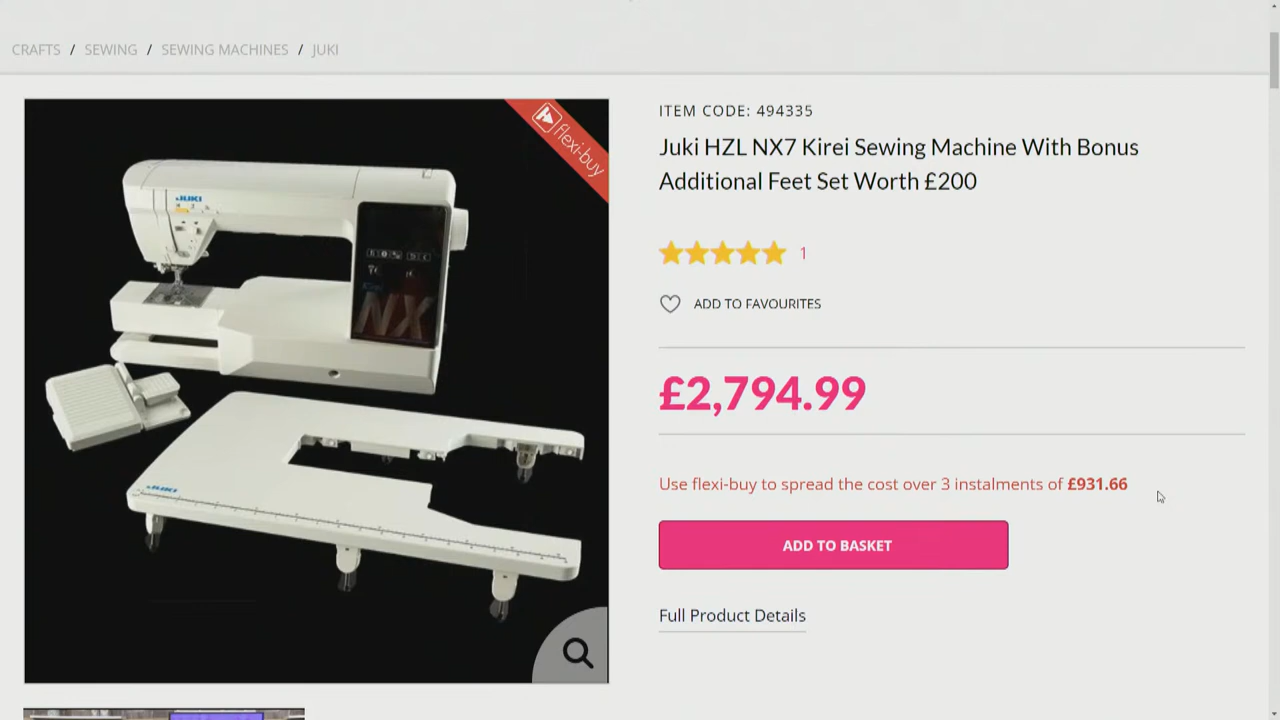 CRAFTS / SEWING / SEWING MACHINES / JUKI
flexi-buy
JUKI
NX
JUKI
ITEM CODE: 494335
Juki HZL NX7 Kirei Sewing Machine With Bonus
Additional Feet Set Worth £200
1
ADD TO FAVOURITES
£2,794.99
Use flexi-buy to spread the cost over 3 instalments of £931.66
ADD TO BASKET
Full Product Details